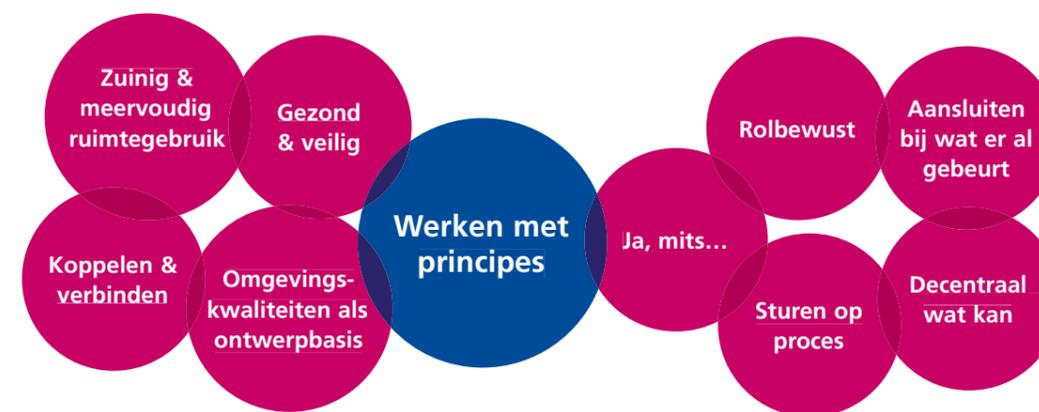 Zuinig &
meervoudig
ruimtegebruik
Gezond
& veilig
Koppelen &
verbinden
Omgevings-
kwaliteiten als
ontwerpbasis
Werken met
principes
Ja, mits...
Rolbewust
Aansluiten
bij wat er al
gebeurt
Sturen op
proces
Decentraal
wat kan